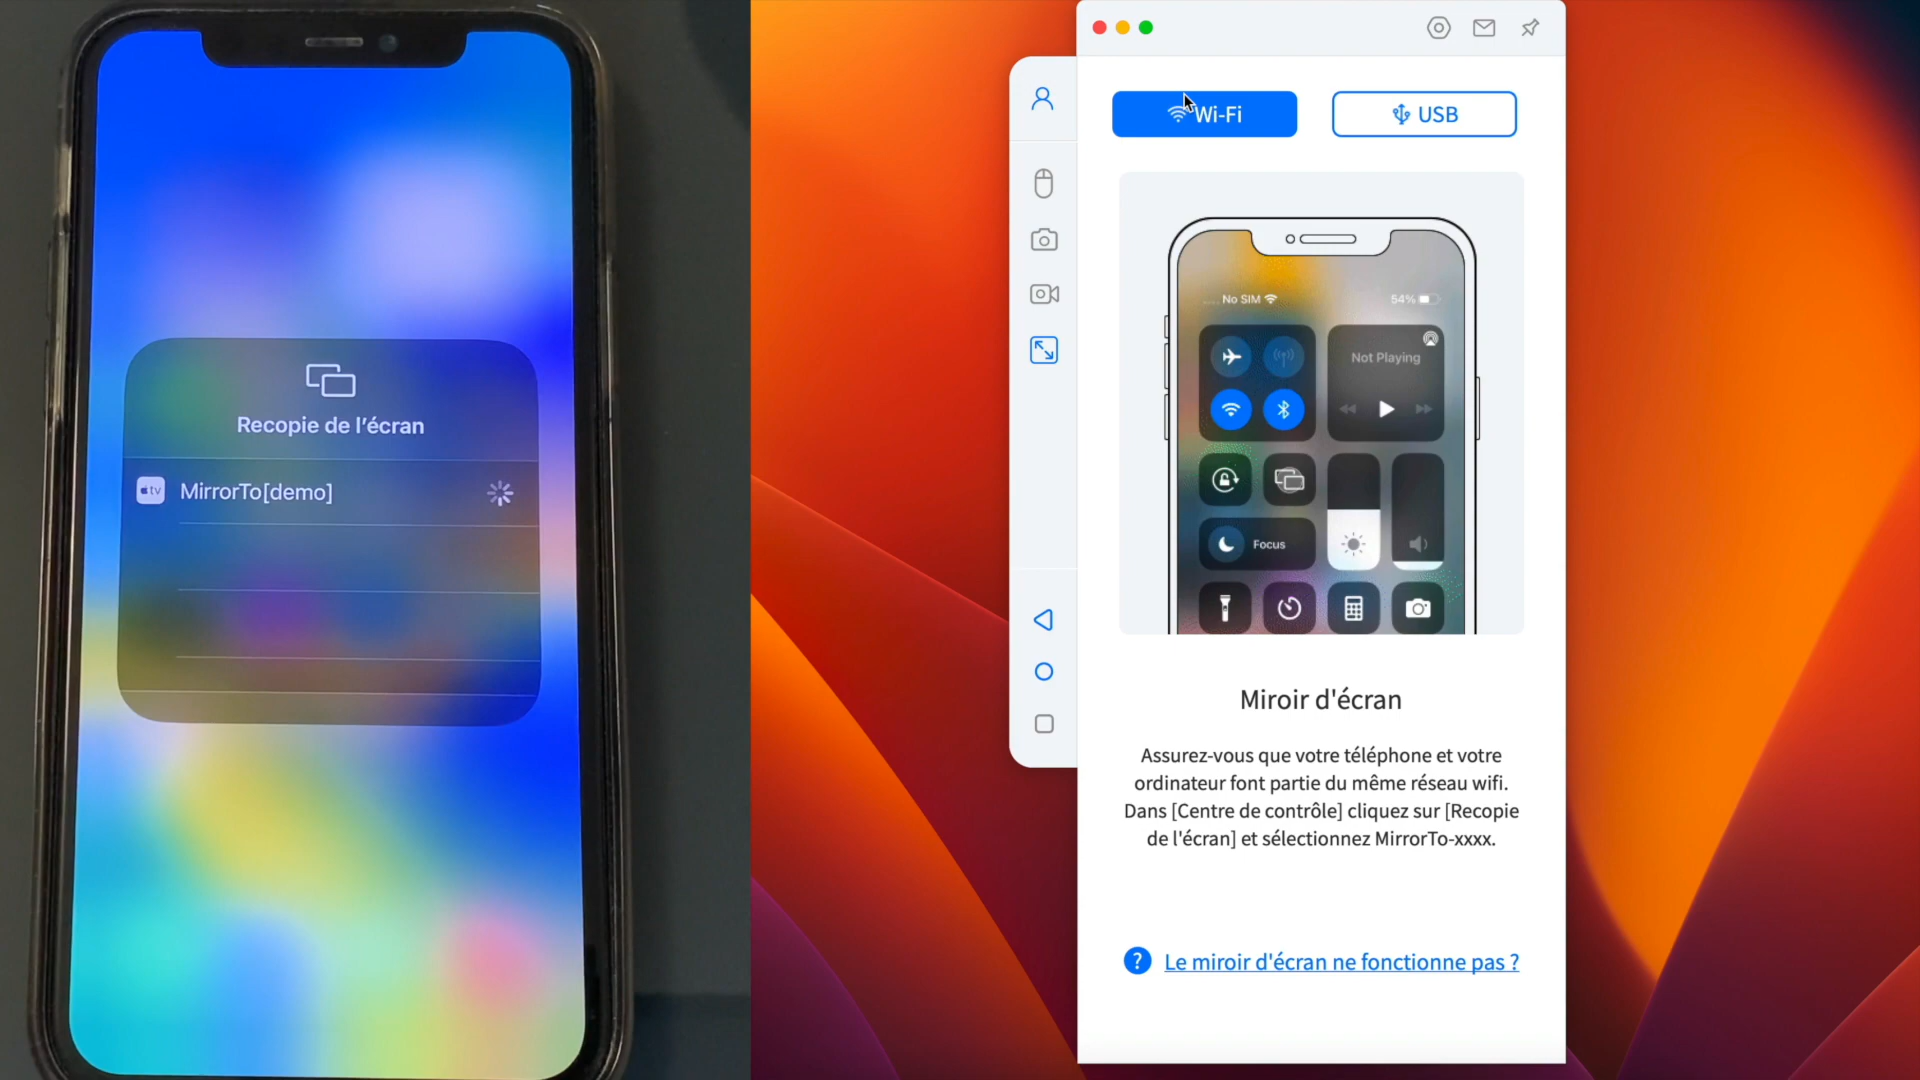 Recopie de l'écran
tv
MirrorTo[demo]
Wi-Fi
USB
No SIM
54%
Not Playing
Focus
Miroir d'écran
Assurez-vous que votre téléphone et votre
ordinateur font partie du même réseau wifi.
Dans [Centre de contrôle] cliquez sur [Recopie
de l'écran] et sélectionnez MirrorTo-xxxx.
?
Le miroir d'écran ne fonctionne pas ?